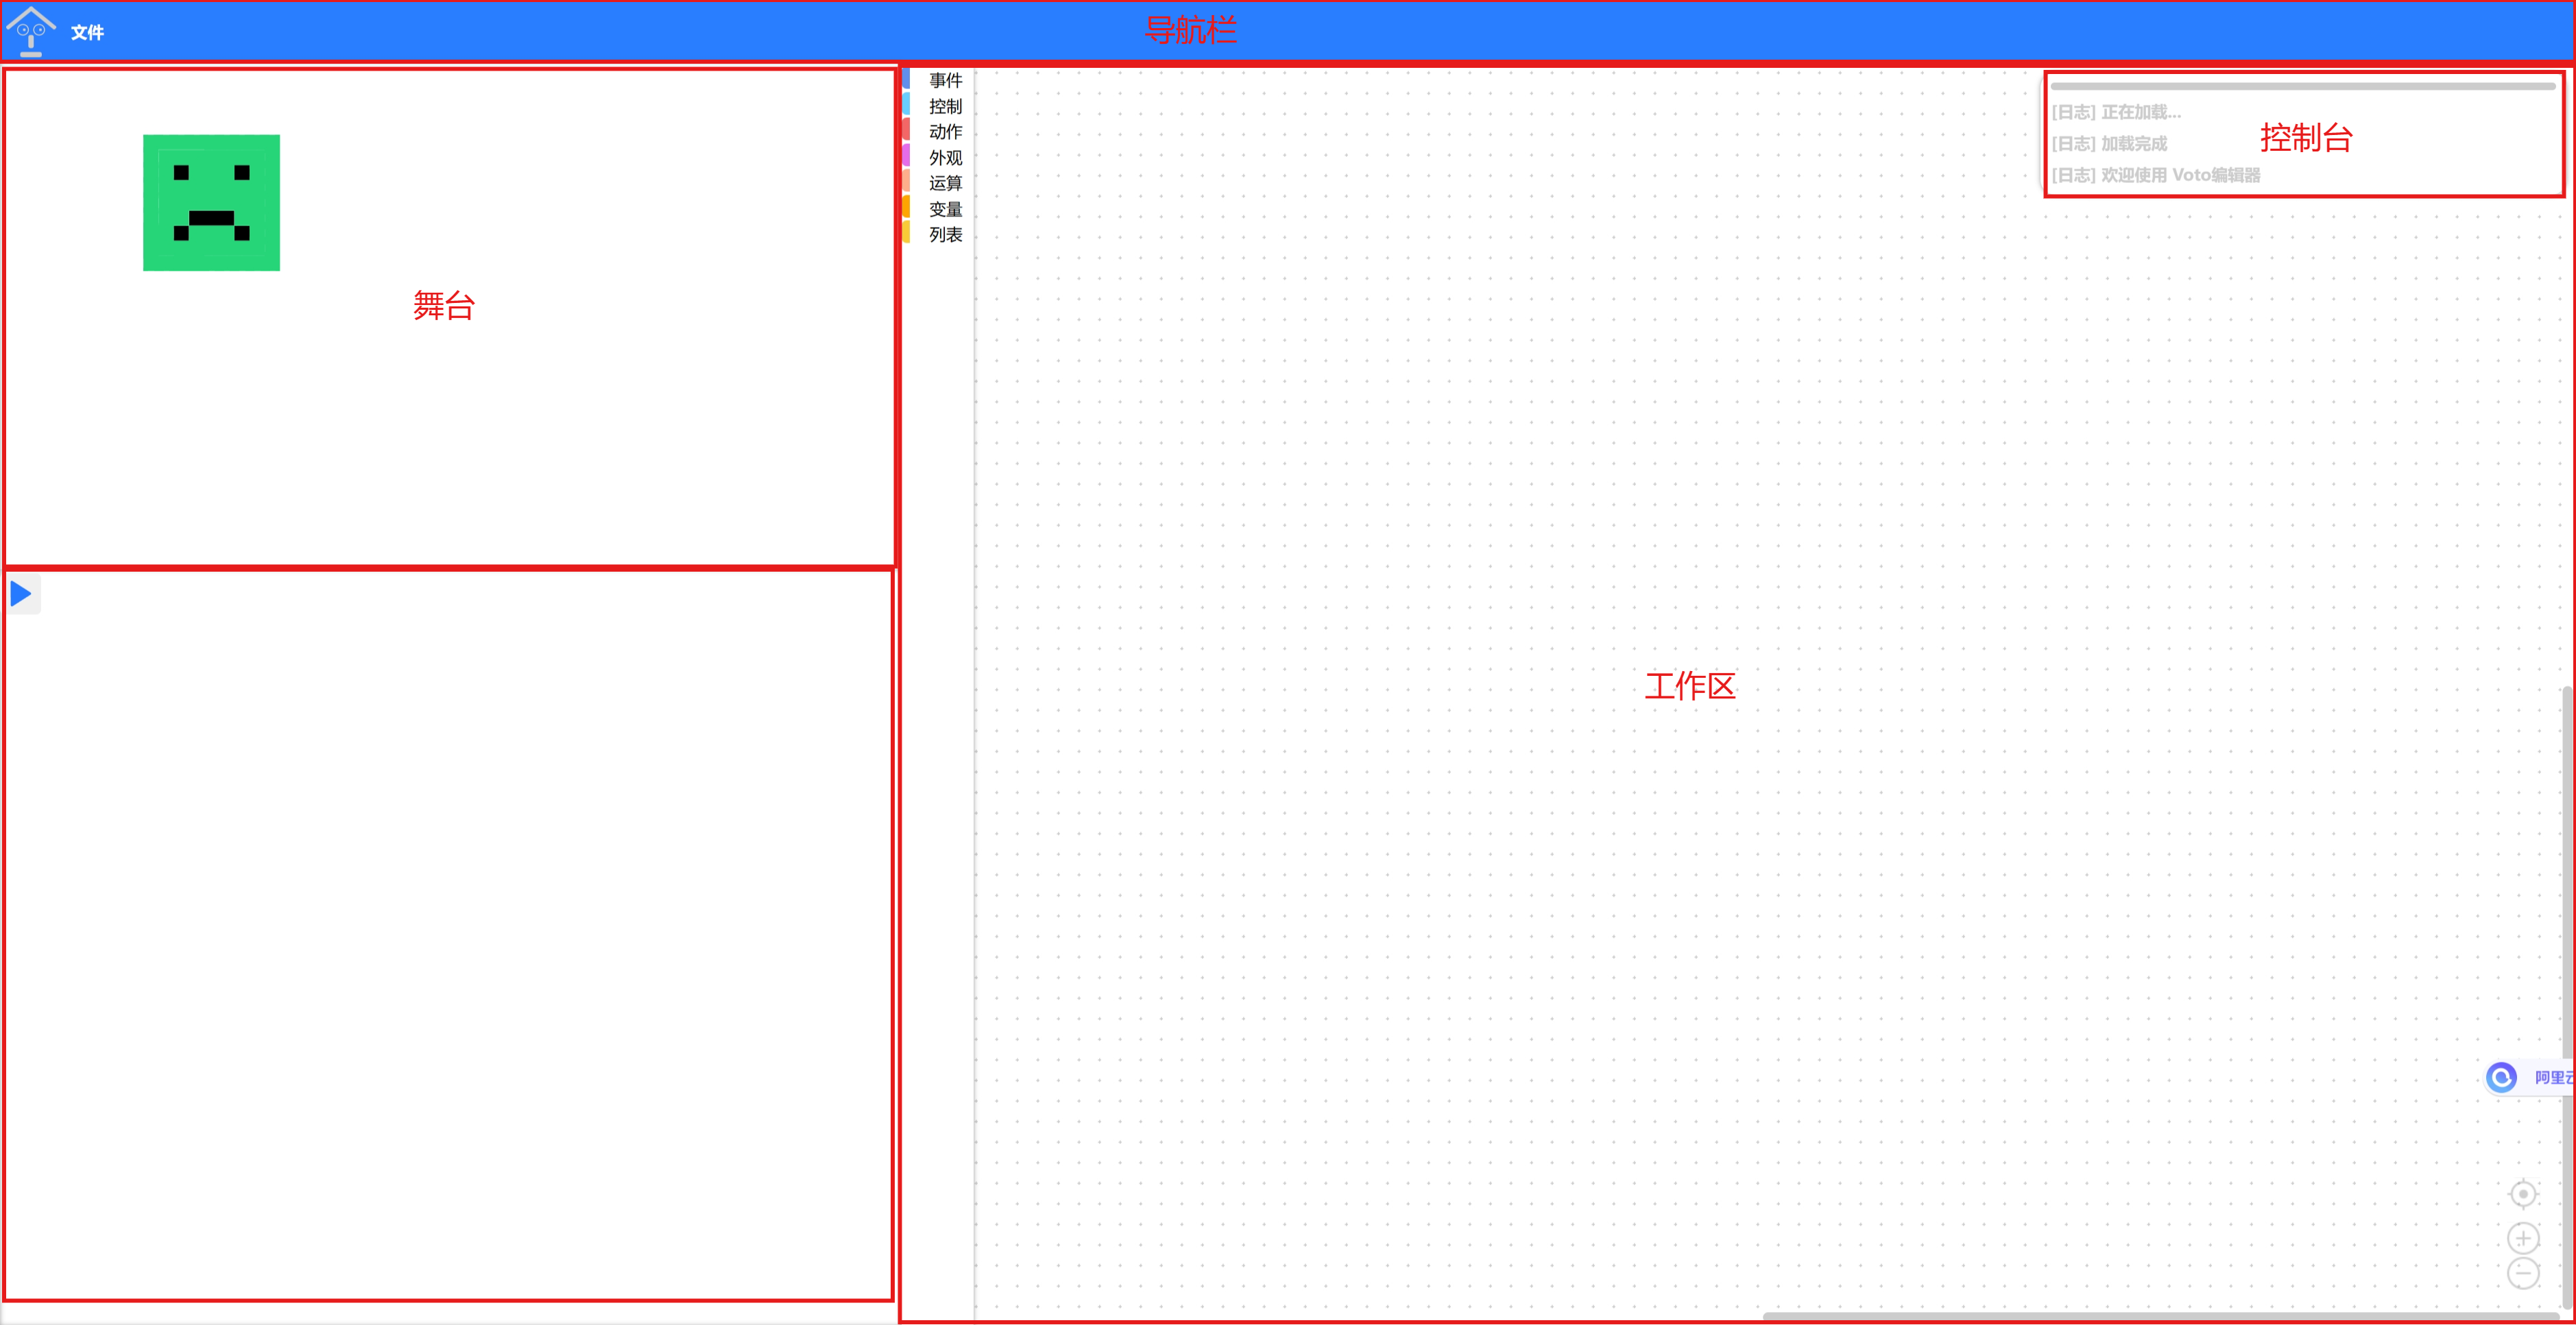 文件
导航栏
舞台
事件
控制
动作
外观
运算
变量
列表
[日志] 正在加载...
[日志] 加载完成
[日志] 欢迎使用 Voto编辑器
控制台
工作区
阿里云